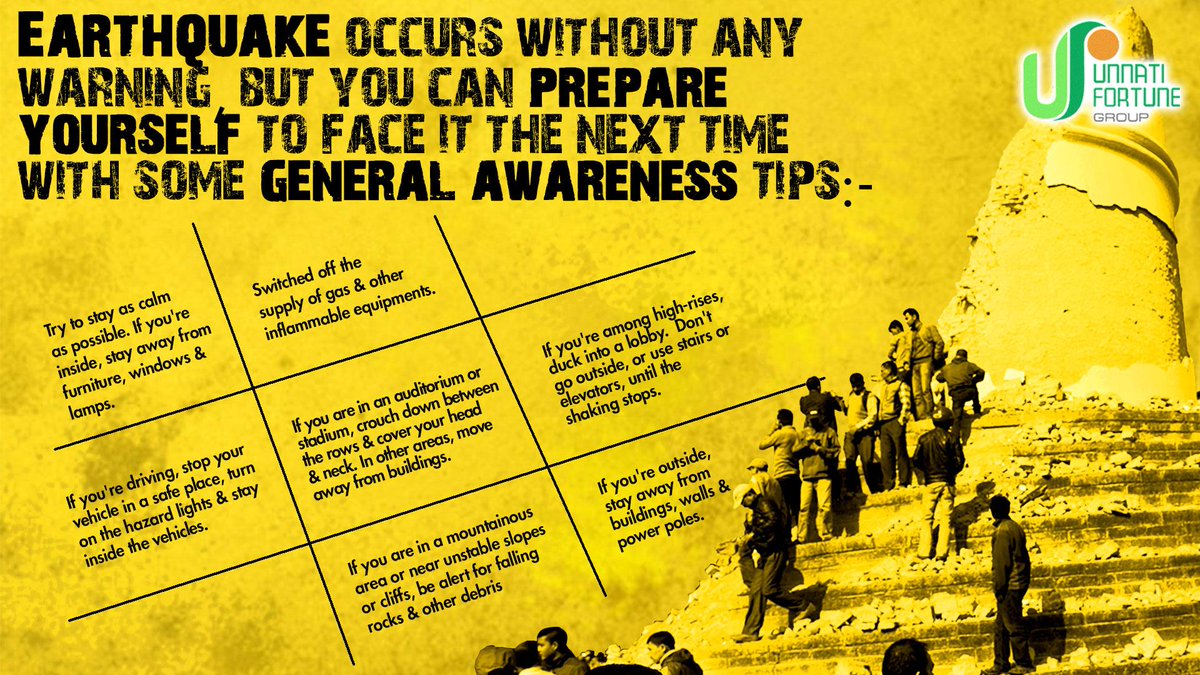 EARTHQUAKE OCCURS WITHOUT ANY
WARNING, BUT YOU CAN PREPARE
YOURSELF TO FACE IT THE NEXT TIME
WITH SOME GENERAL AWARENESS TIPS:-
UNNATI
FORTUNE
GROUP
Try to stay as calm
as possible. If you're
inside, stay away from
furniture, windows &
lamps.
Switched off the
supply of gas & other
inflammable equipments.
If you're among high-rises,
duck into a lobby. Don't
go outside, or use stairs or
elevators, until the
shaking stops.
If you're driving, stop your
vehicle in a safe place, turn
on the hazard lights & stay
inside the vehicles.
If you are in an auditorium or
stadium, crouch down between
the rows & cover your head
& neck. In other areas, move
away from buildings.
If you're outside,
stay away from
buildings, walls &
power poles.
If you are in a mountainous
area or near unstable slopes
or cliffs, be alert for falling
rocks & other debris